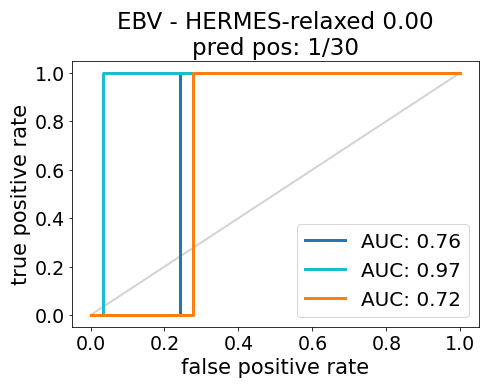 EBV - HERMES-relaxed 0.00
pred pos: 1/30
true positive rate
1.0
0.8
0.6
0.4
0.2
0.0
AUC: 0.76
AUC: 0.97
AUC: 0.72
0.0 0.2 0.4 0.6 0.8 1.0
false positive rate